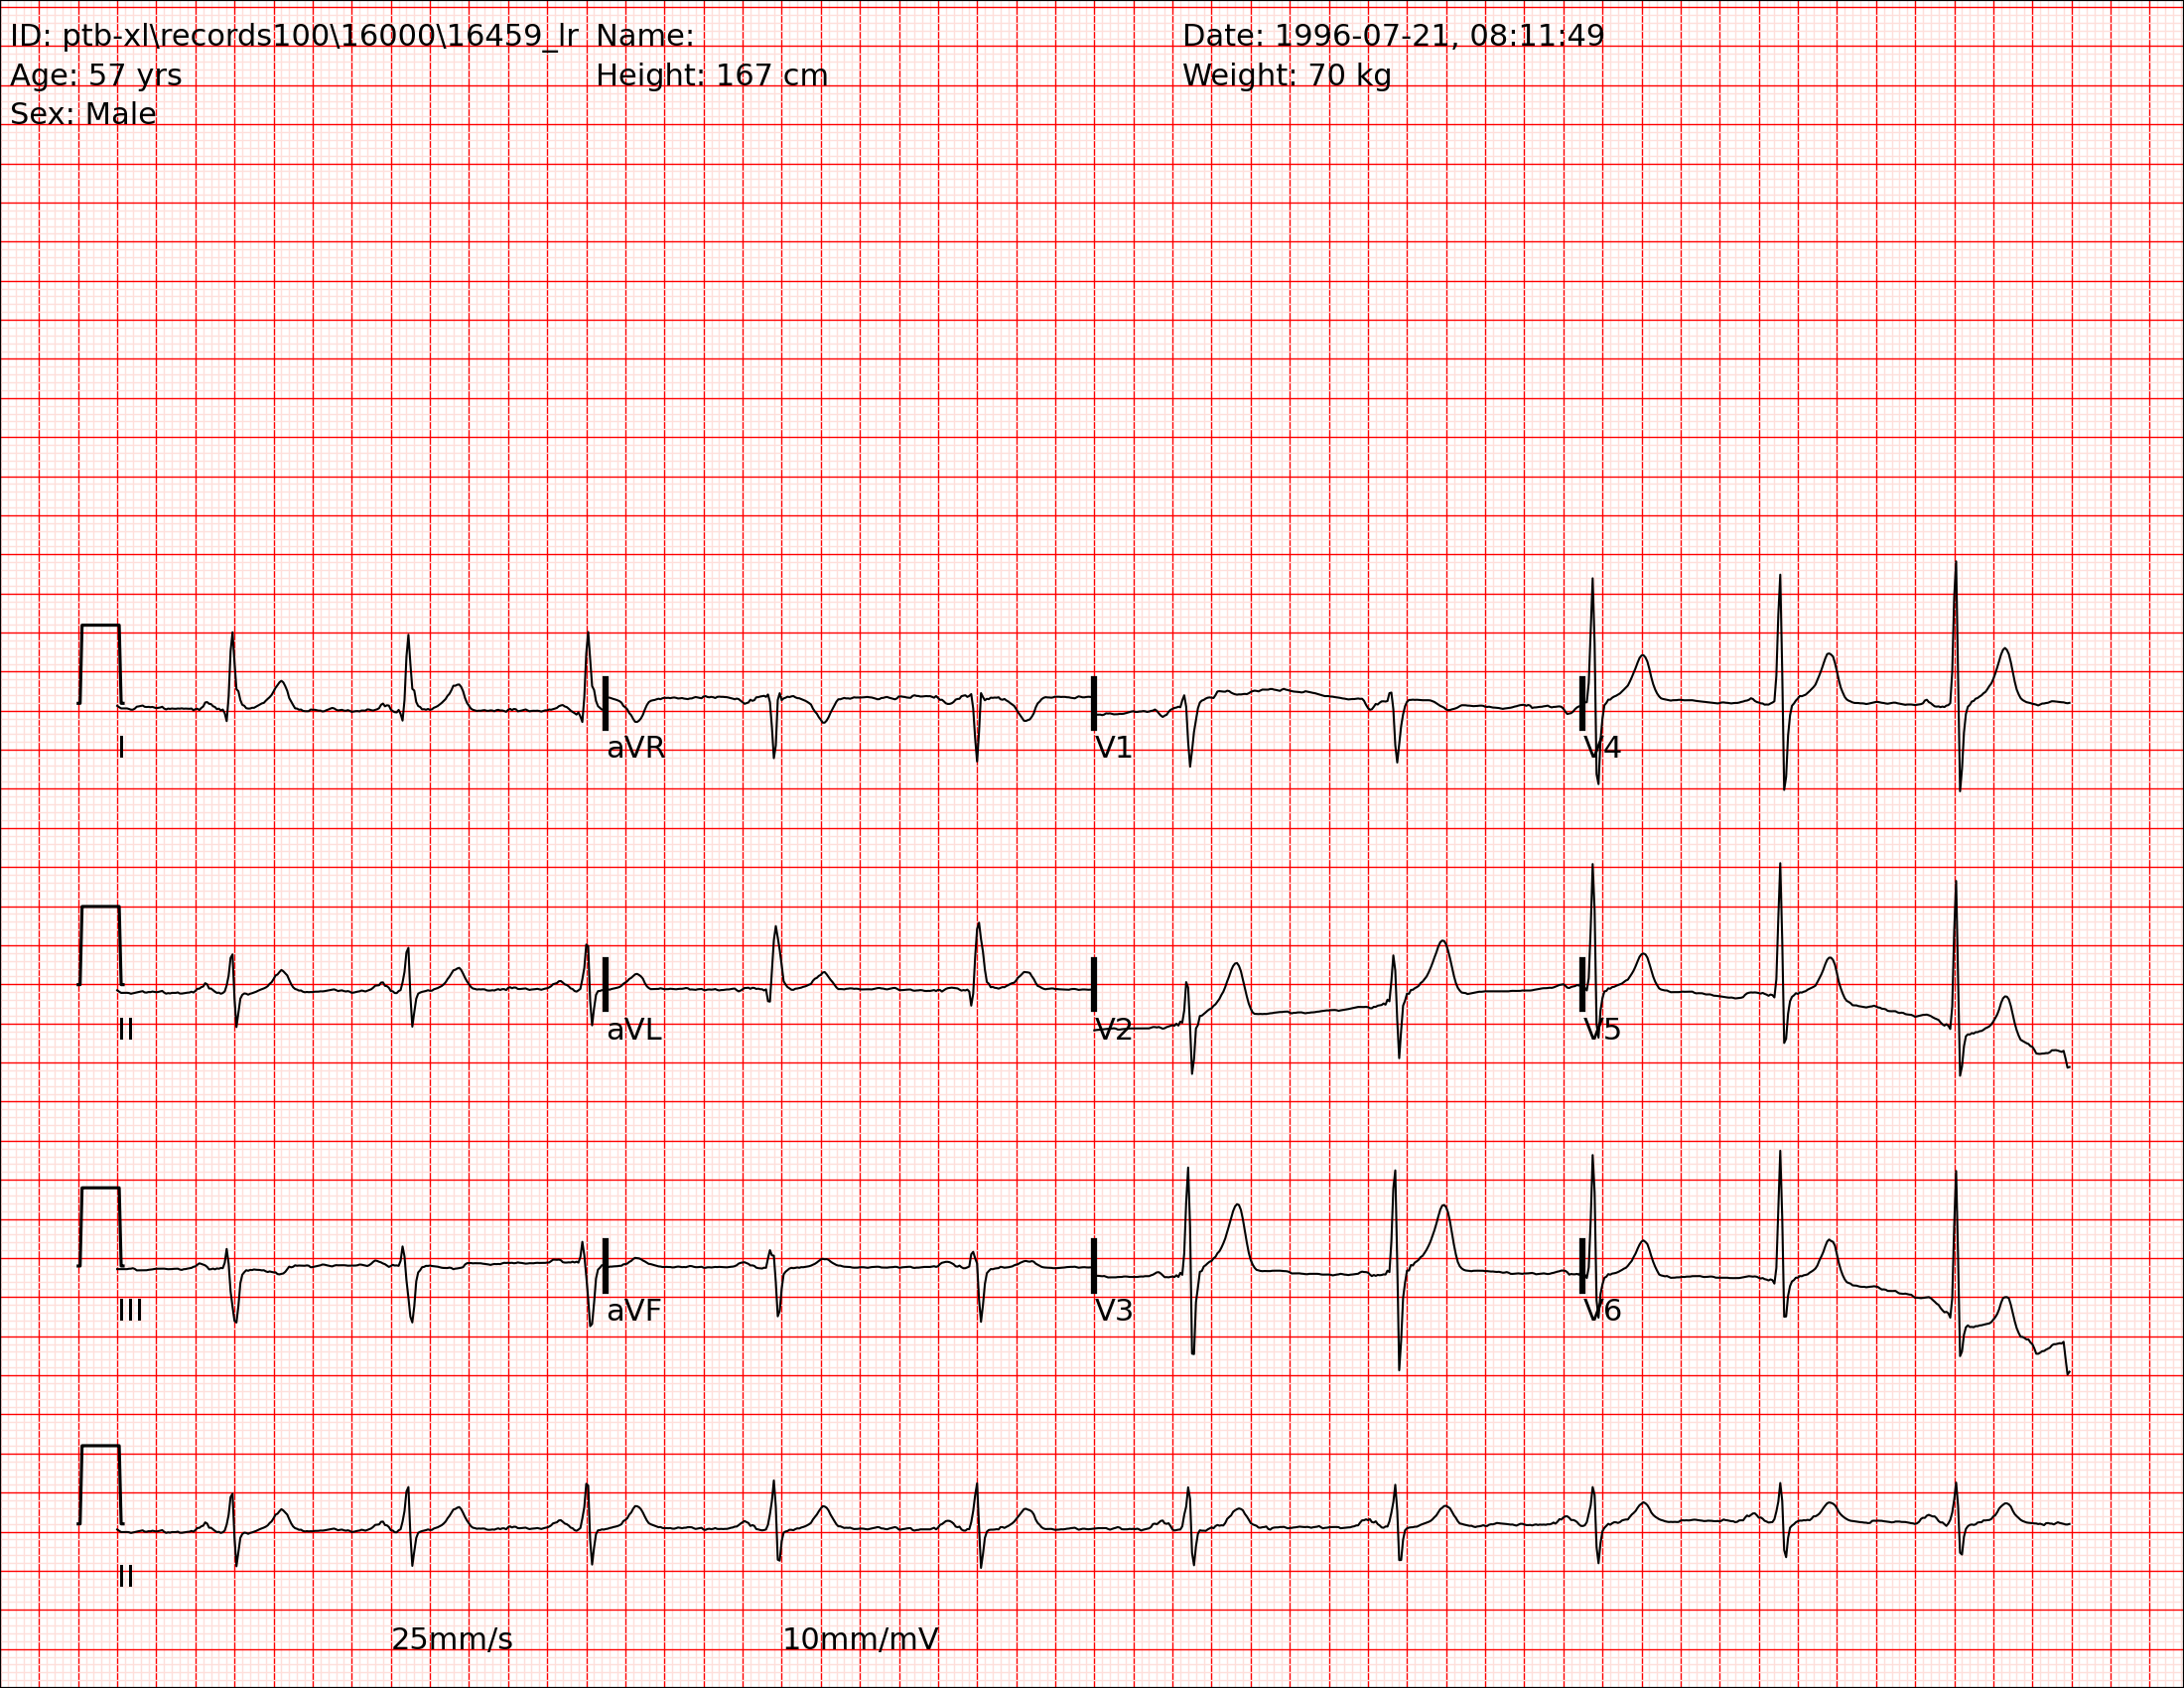 ID: ptb-xl\records100\16000\16459_lr Name: Date: 1996-07-21, 08:11:49
Age: 57 yrs Height: 167 cm Weight: 70 kg
Sex: Male
I aVR V1 V4
II aVL V2 V5
III aVF V3 V6
II
25mm/s 10mm/mV